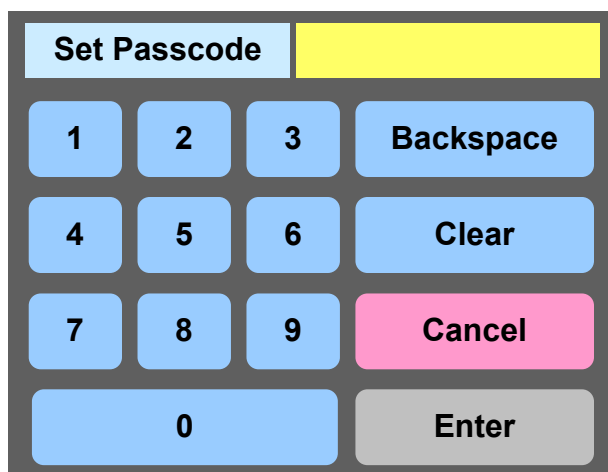 Set Passcode
1 2 3 Backspace
4 5 6 Clear
7 8 9 Cancel
0 Enter